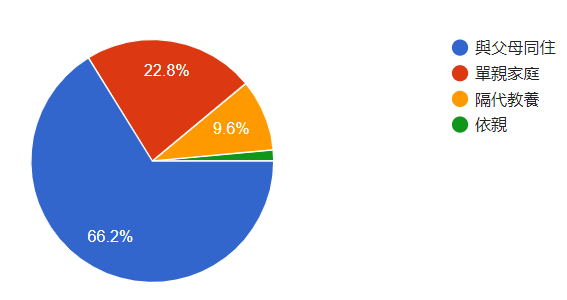 22.8%
9.6%
66.2%
與父母同住
單親家庭
隔代教養
依親